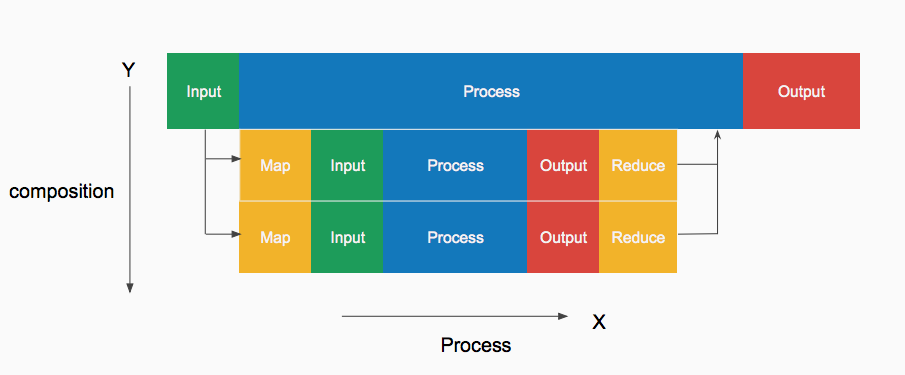 Y
Input
Process
Output
composition
Map
Input
Process
Output
Reduce
Map
Input
Process
Output
Reduce
X
Process